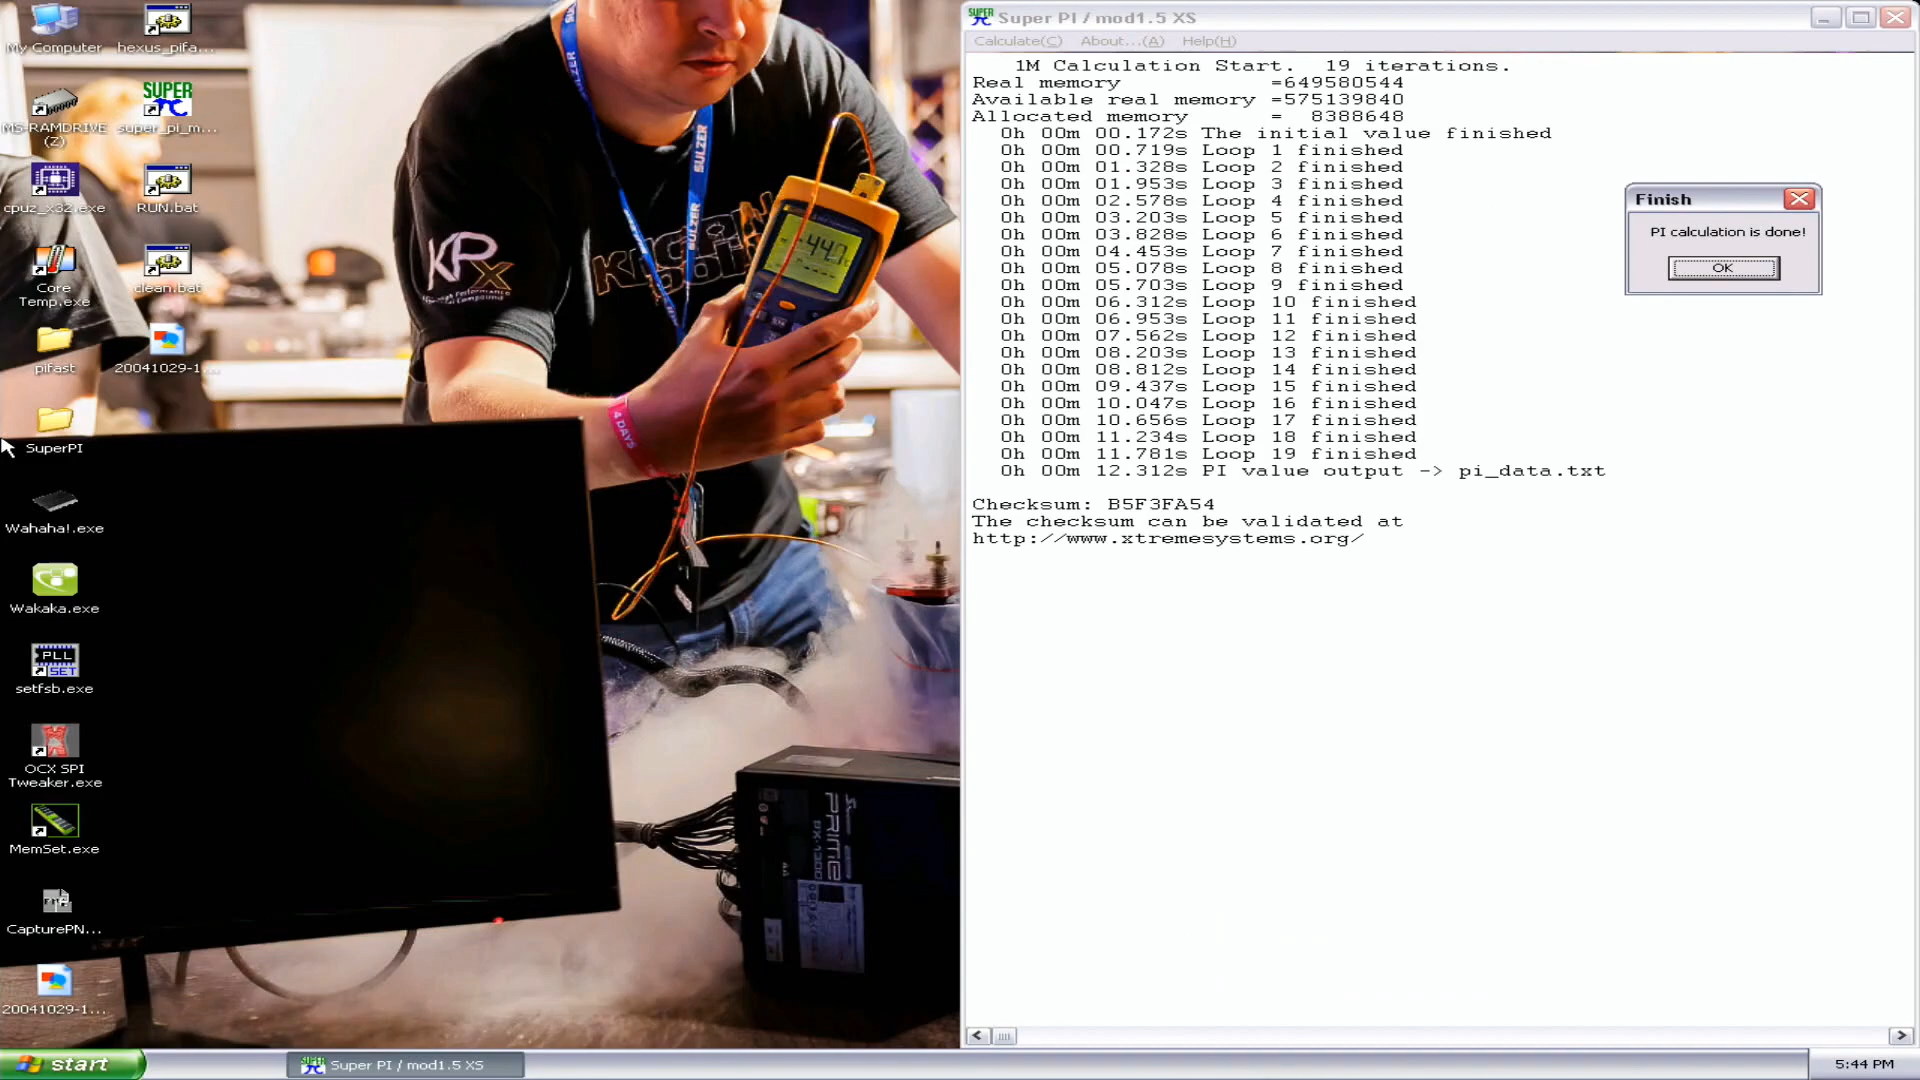 My Computer
hexus_pifa...
MS-RAMDRIVE
(Z)
super_pi_m...
cpuz_x32.exe
RUN.bat
Core
Temp.exe
clean.bat
pifast
20041029-1...
SuperPI
Wahaha!.exe
Wakaka.exe
PLL
SET
setfsb.exe
OCX SPI
Tweaker.exe
MemSet.exe
CapturePN...
20041029-1...
SULZER
SULZER
KPx
4 DAYS
PRIME
start
Super PI / mod1.5 XS
5:44 PM
Super PI / mod1.5 XS
Calculate(C) About...(A) Help(H)
1M Calculation Start. 19 iterations.
Real memory =649580544
Available real memory =575139840
Allocated memory = 8388648
0h 00m 00.172s The initial value finished
0h 00m 00.719s Loop 1 finished
0h 00m 01.328s Loop 2 finished
0h 00m 01.953s Loop 3 finished
0h 00m 02.578s Loop 4 finished
0h 00m 03.203s Loop 5 finished
0h 00m 03.828s Loop 6 finished
0h 00m 04.453s Loop 7 finished
0h 00m 05.078s Loop 8 finished
0h 00m 05.703s Loop 9 finished
0h 00m 06.312s Loop 10 finished
0h 00m 06.953s Loop 11 finished
0h 00m 07.562s Loop 12 finished
0h 00m 08.203s Loop 13 finished
0h 00m 08.812s Loop 14 finished
0h 00m 09.437s Loop 15 finished
0h 00m 10.047s Loop 16 finished
0h 00m 10.656s Loop 17 finished
0h 00m 11.234s Loop 18 finished
0h 00m 11.781s Loop 19 finished
0h 00m 12.312s PI value output -> pi_data.txt
Checksum: B5F3FA54
The checksum can be validated at
http://www.xtremesystems.org/
Finish
PI calculation is done!
OK